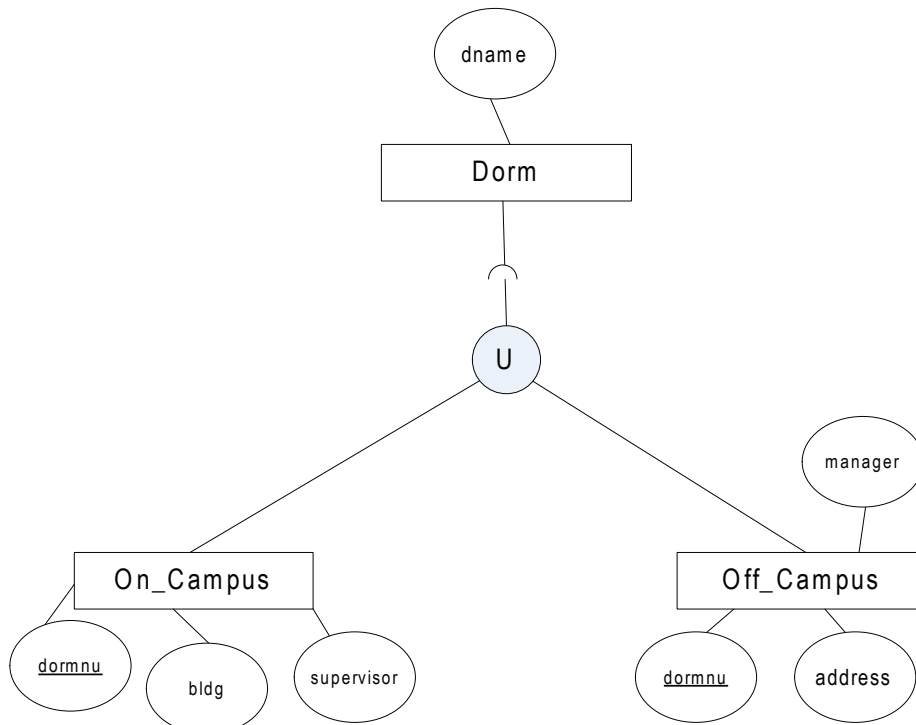 dname
Dorm
U
manager
On_Campus
Off_Campus
dormnu
bldg
supervisor
dormnu
address